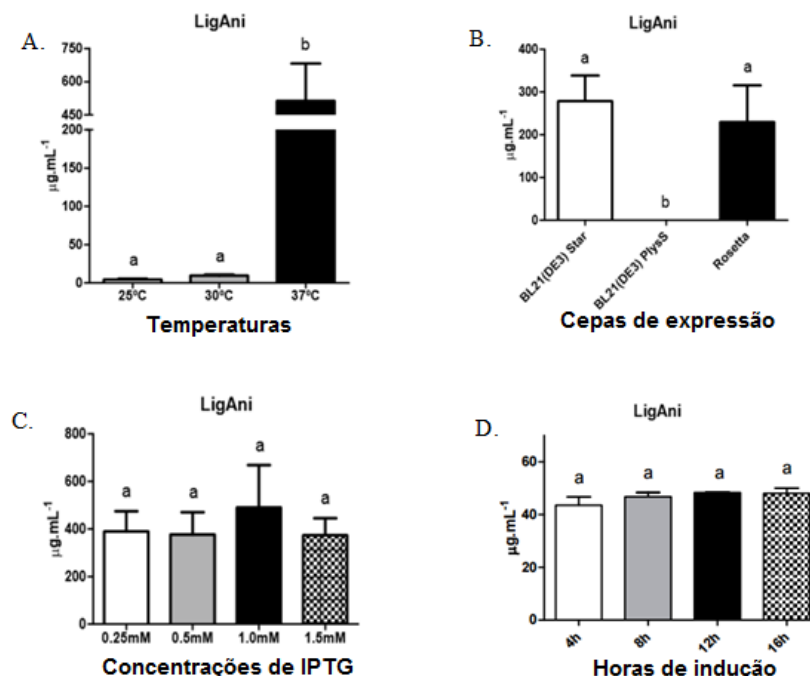 A.
LigAni
b
750
600
450
200
150
100
50
0
µg.mL⁻¹
a
a
25ºC 30ºC 37ºC
Temperaturas
B.
LigAni
400
300
200
100
0
µg.mL⁻¹
a
b
a
BL21(DE3) Star
BL21(DE3) PlysS
Rosetta
Cepas de expressão
C.
LigAni
800
600
400
200
0
µg.mL⁻¹
a a a a
0.25mM 0.5mM 1.0mM 1.5mM
Concentrações de IPTG
D.
LigAni
60
40
20
0
µg.mL⁻¹
a a a a
4h 8h 12h 16h
Horas de indução